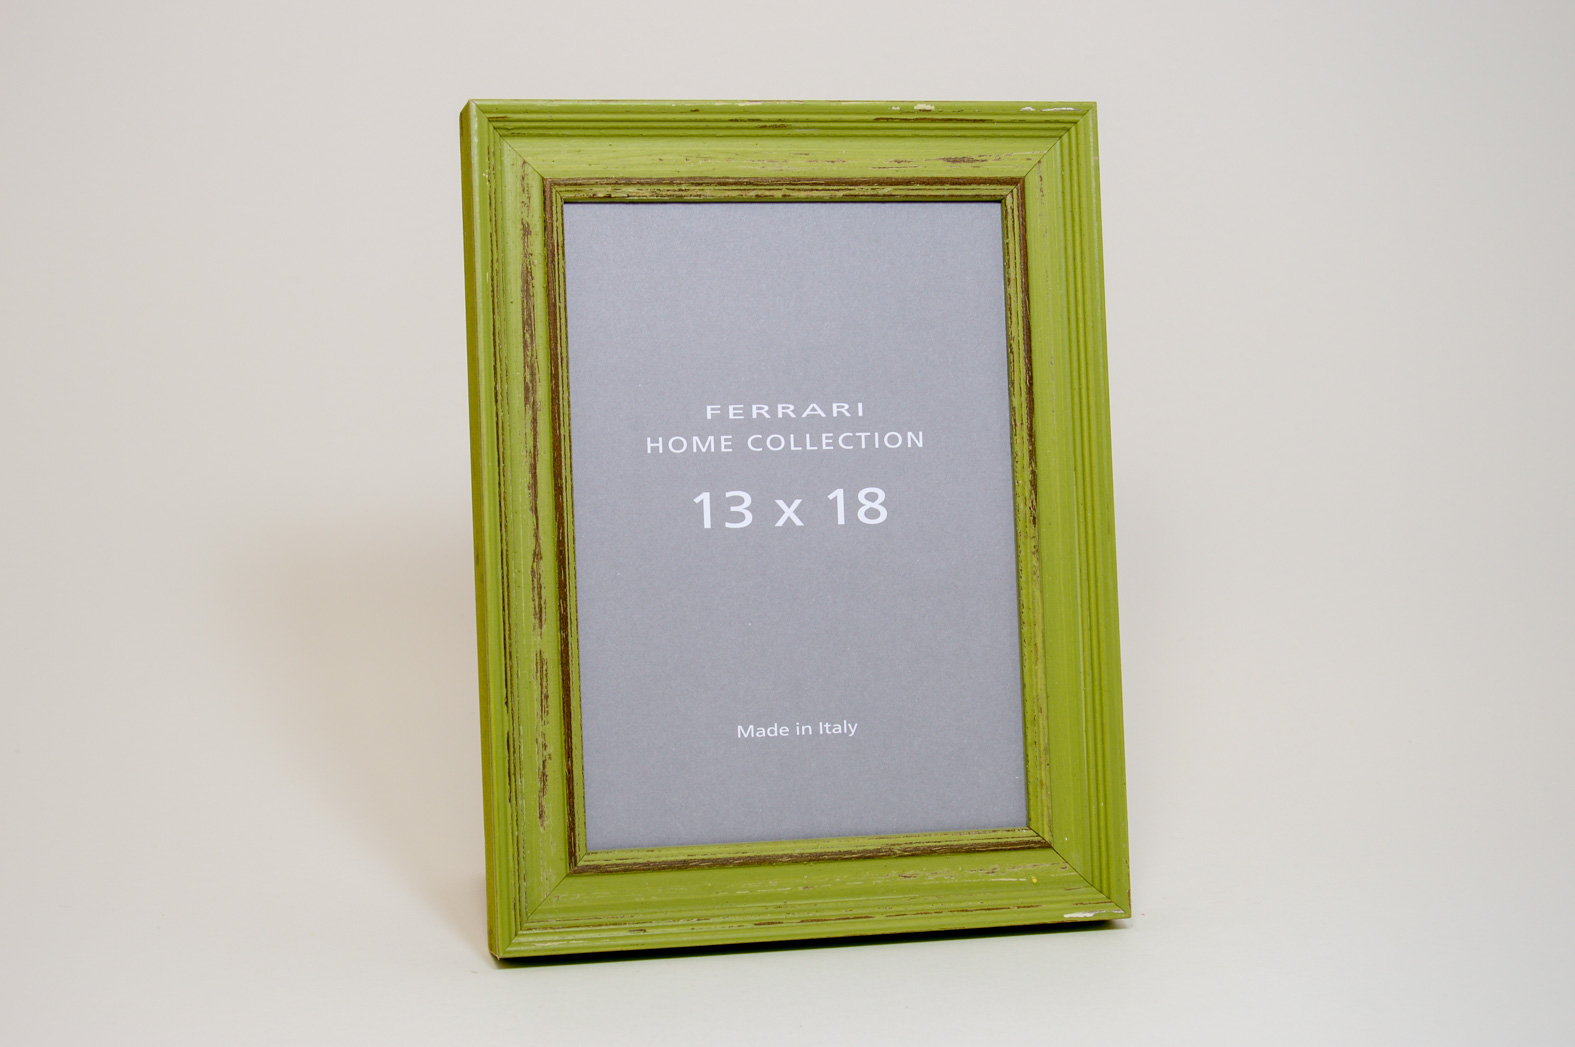 FERRARI
HOME COLLECTION
13 x 18
Made in Italy